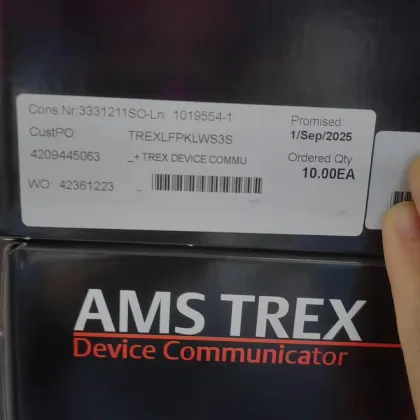 Cons.Nr:3331211SO-Ln: 1019554-1
Promised:
CustPO: TREXLFPKLWS3S
1/Sep/2025
4209445063 _+ TREX DEVICE COMMU
Ordered Qty
10.00EA
WO: 42361223 _
AMS TREX
Device Communicator